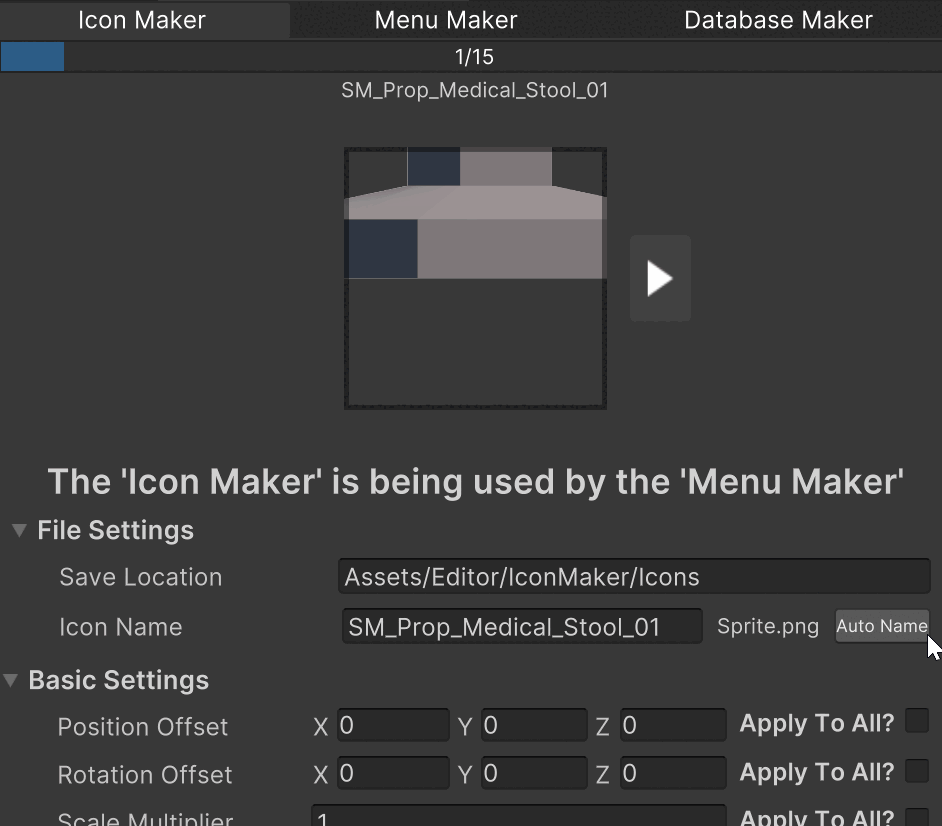 Icon Maker Menu Maker Database Maker
1/15
SM_Prop_Medical_Stool_01
The 'Icon Maker' is being used by the 'Menu Maker'
File Settings
Save Location Assets/Editor/IconMaker/Icons
Icon Name SM_Prop_Medical_Stool_01 Sprite.png Auto Name
Basic Settings
Position Offset X 0 Y 0 Z 0 Apply To All?
Rotation Offset X 0 Y 0 Z 0 Apply To All?
Scale Multiplier 1 Apply To All?